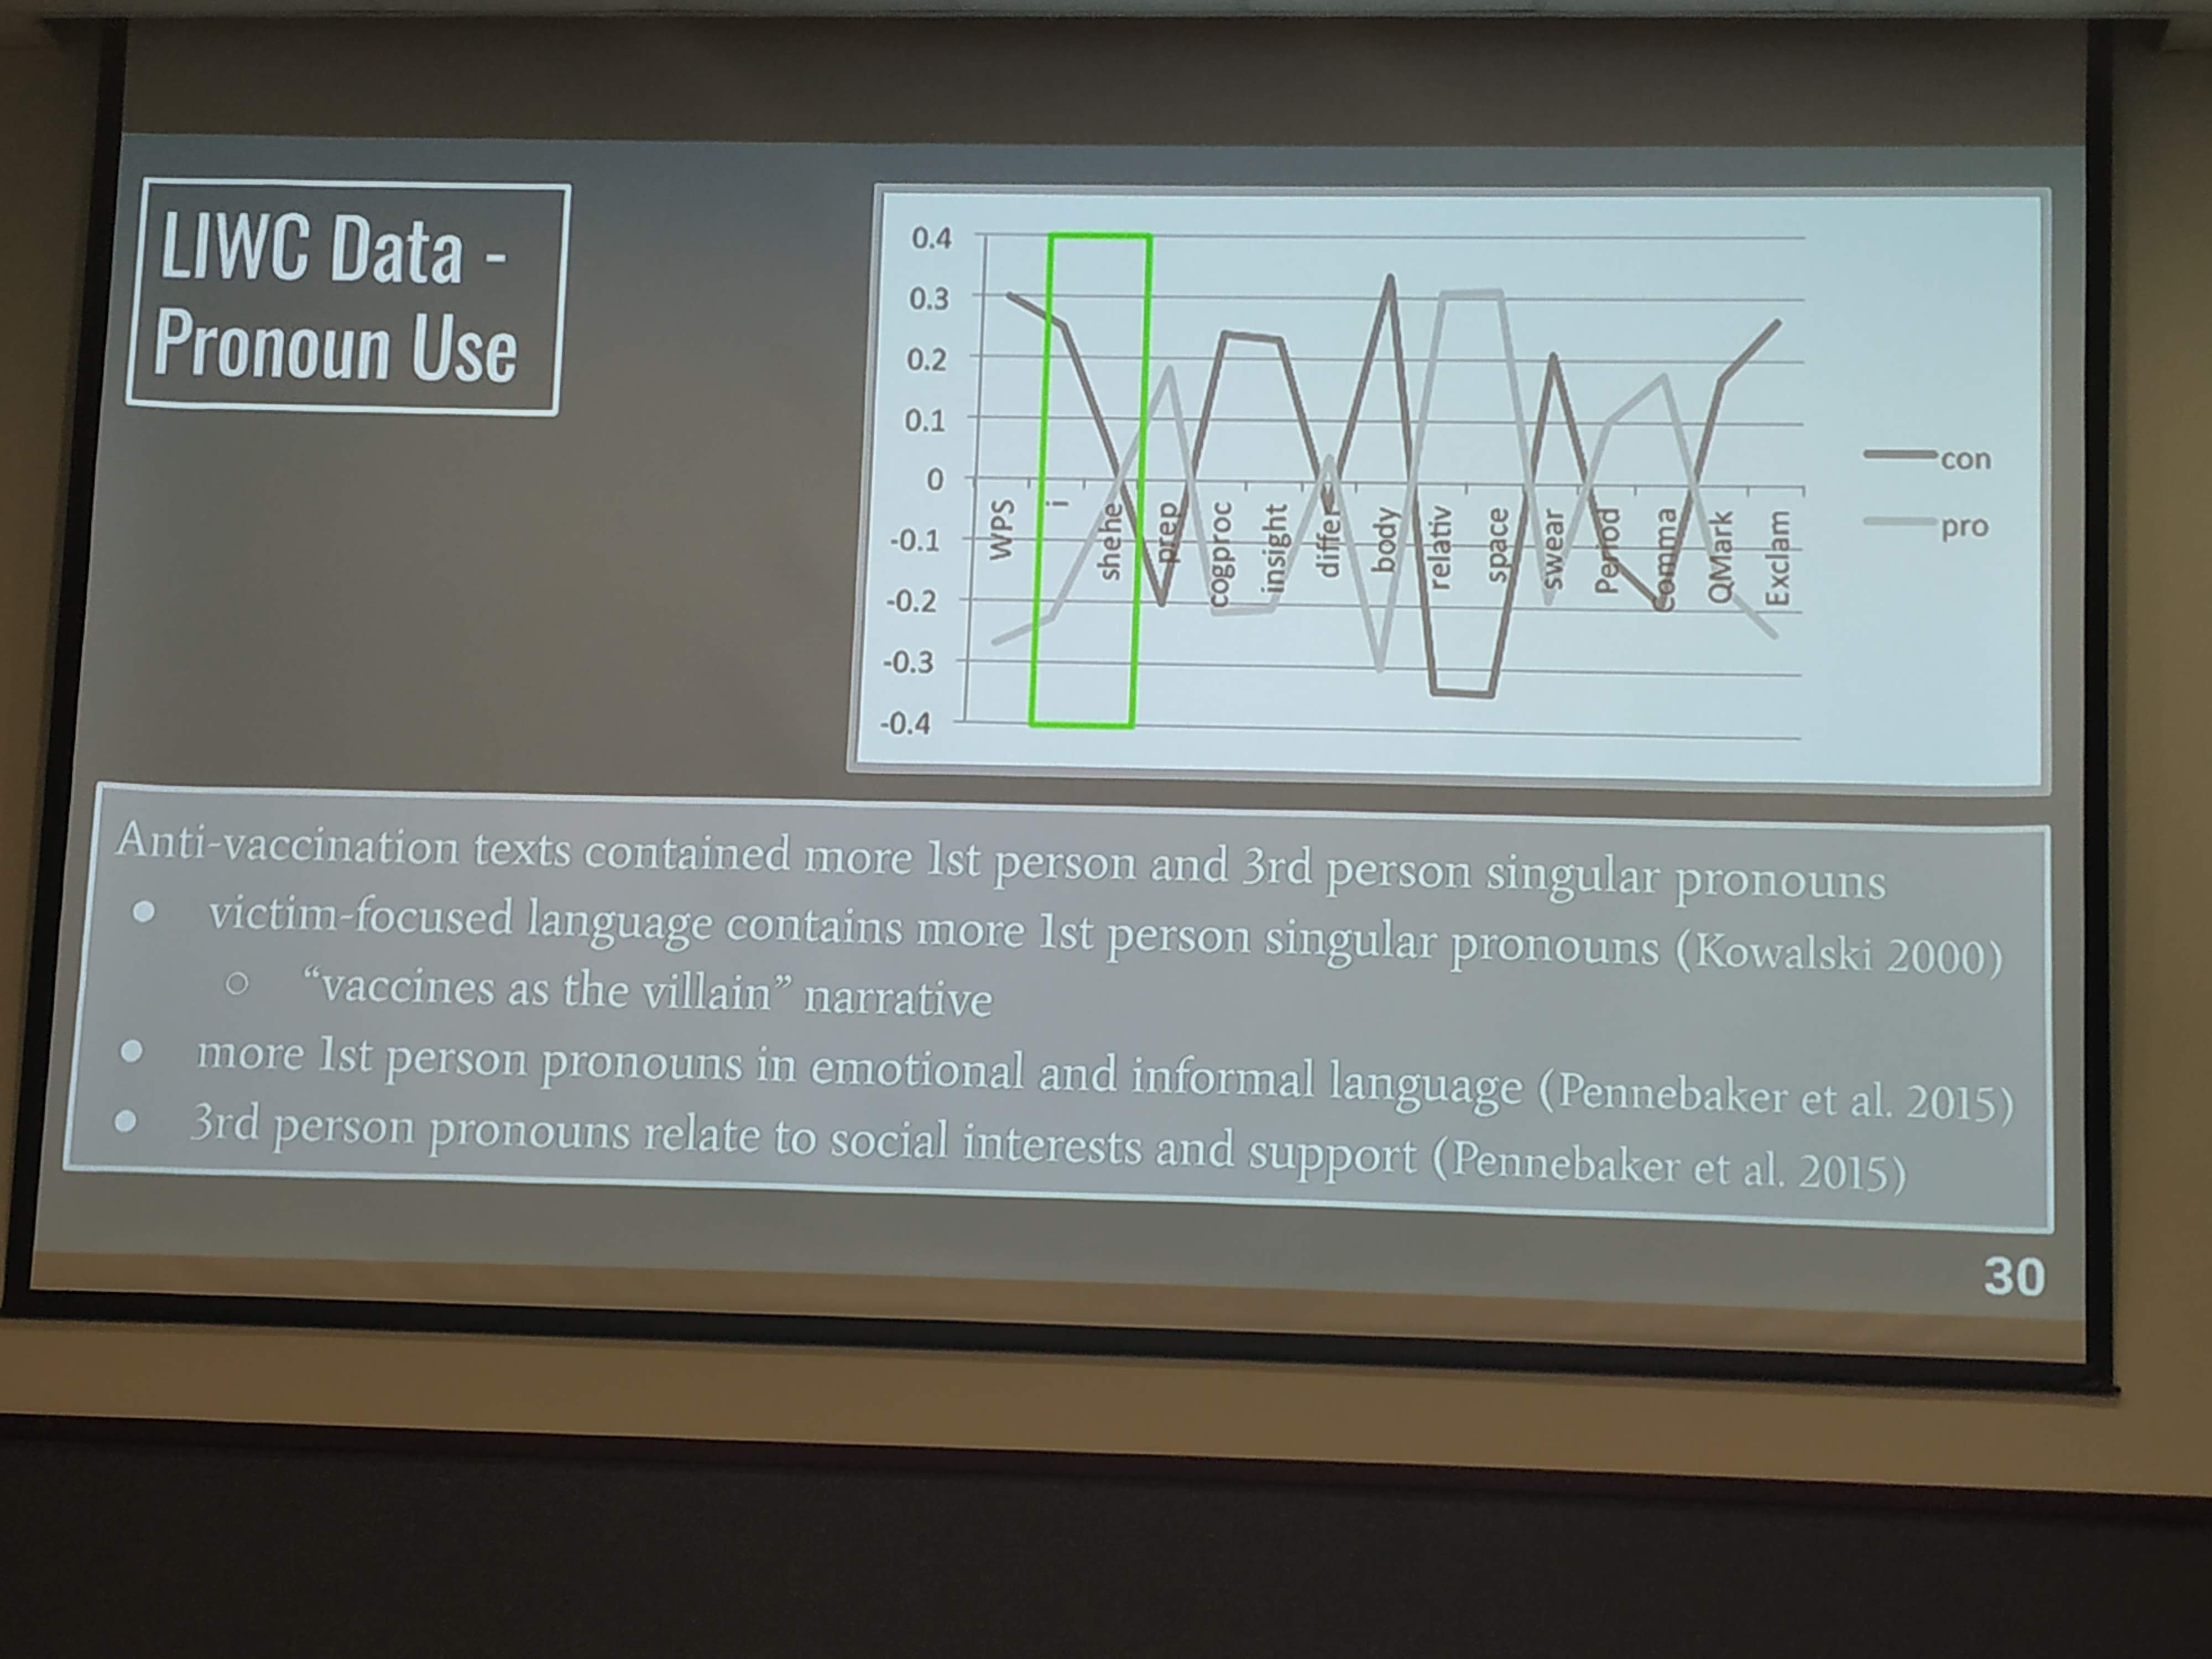 LIWC Data -
Pronoun Use
0.4
0.3
0.2
0.1
0
-0.1
-0.2
-0.3
-0.4
WPS
i
shehe
prep
cogproc
insight
differ
body
relativ
space
swear
Period
Comma
QMark
Exclam
con
pro
Anti-vaccination texts contained more 1st person and 3rd person singular pronouns
● victim-focused language contains more 1st person singular pronouns (Kowalski 2000)
○ “vaccines as the villain” narrative
● more 1st person pronouns in emotional and informal language (Pennebaker et al. 2015)
● 3rd person pronouns relate to social interests and support (Pennebaker et al. 2015)
30